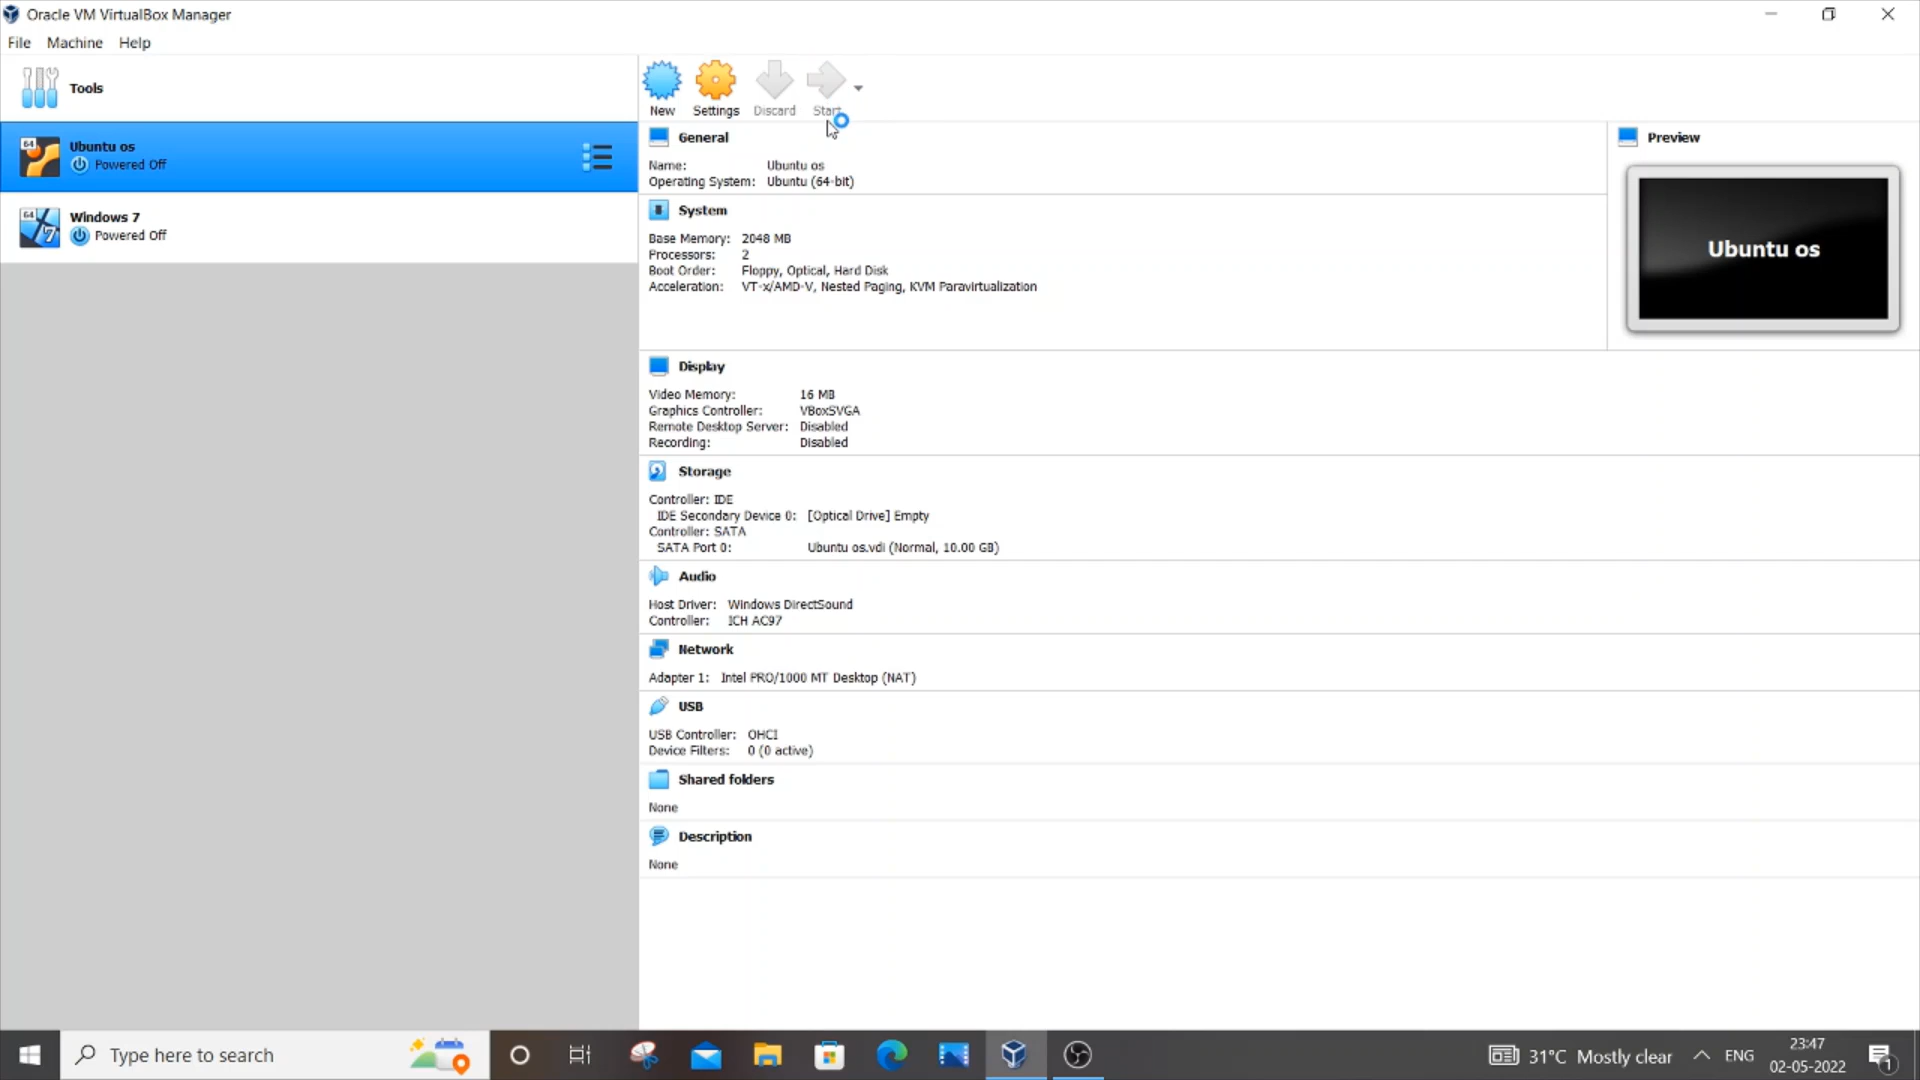 Oracle VM VirtualBox Manager
File Machine Help
Tools
New Settings Discard Start
64 Ubuntu os
Powered Off
64 Windows 7
Powered Off
General
Name: Ubuntu os
Operating System: Ubuntu (64-bit)
Preview
Ubuntu os
System
Base Memory: 2048 MB
Processors: 2
Boot Order: Floppy, Optical, Hard Disk
Acceleration: VT-x/AMD-V, Nested Paging, KVM Paravirtualization
Display
Video Memory: 16 MB
Graphics Controller: VBoxSVGA
Remote Desktop Server: Disabled
Recording: Disabled
Storage
Controller: IDE
IDE Secondary Device 0: [Optical Drive] Empty
Controller: SATA
SATA Port 0: Ubuntu os.vdi (Normal, 10.00 GB)
Audio
Host Driver: Windows DirectSound
Controller: ICH AC97
Network
Adapter 1: Intel PRO/1000 MT Desktop (NAT)
USB
USB Controller: OHCI
Device Filters: 0 (0 active)
Shared folders
None
Description
None
Type here to search
31°C Mostly clear
ENG
23:47
02-05-2022
1